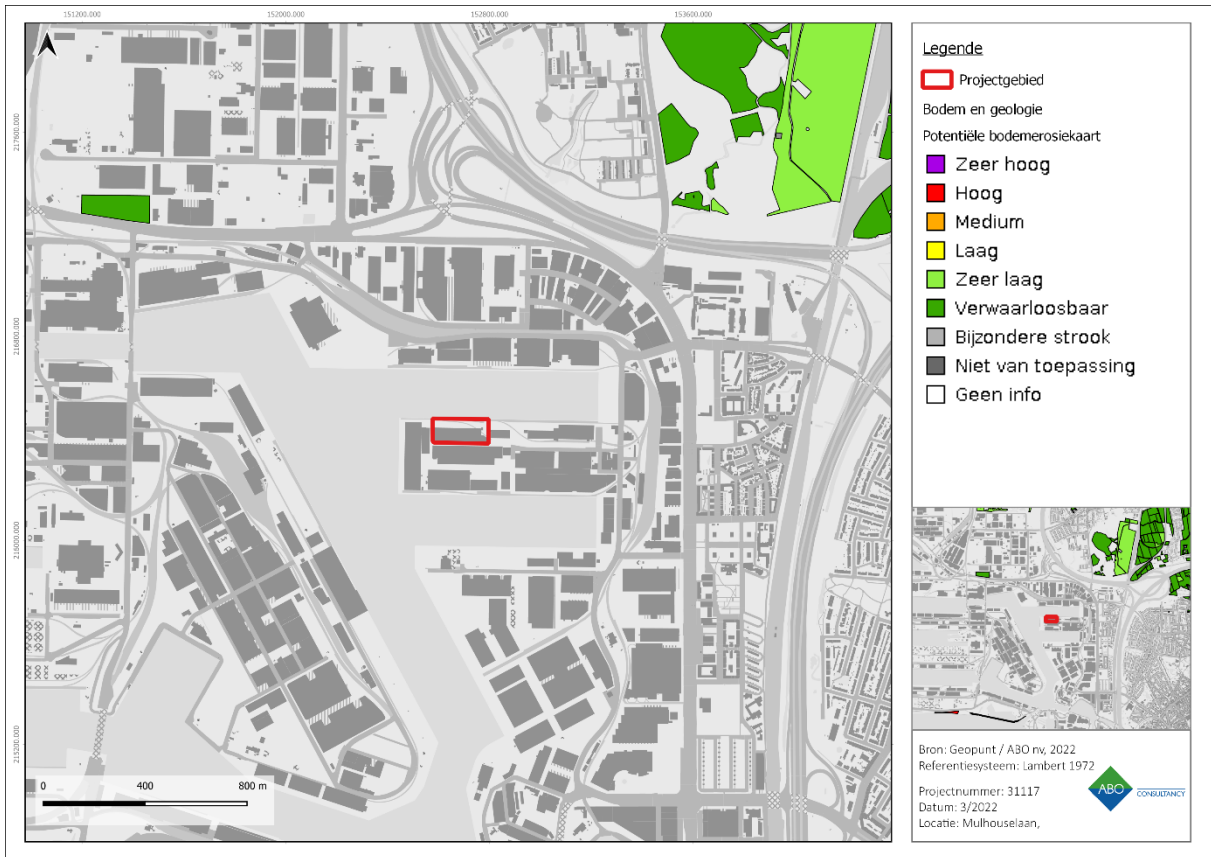 151200.000 152000.000 152800.000 153600.000
217600.000
216800.000
216000.000
215200.000
0 400 800 m
Legende
Projectgebied
Bodem en geologie
Potentiële bodemerosiekaart
Zeer hoog
Hoog
Medium
Laag
Zeer laag
Verwaarloosbaar
Bijzondere strook
Niet van toepassing
Geen info
Bron: Geopunt / ABO nv, 2022
Referentiesysteem: Lambert 1972
Projectnummer: 31117
Datum: 3/2022
Locatie: Mulhouselaan,
ABO CONSULTANCY